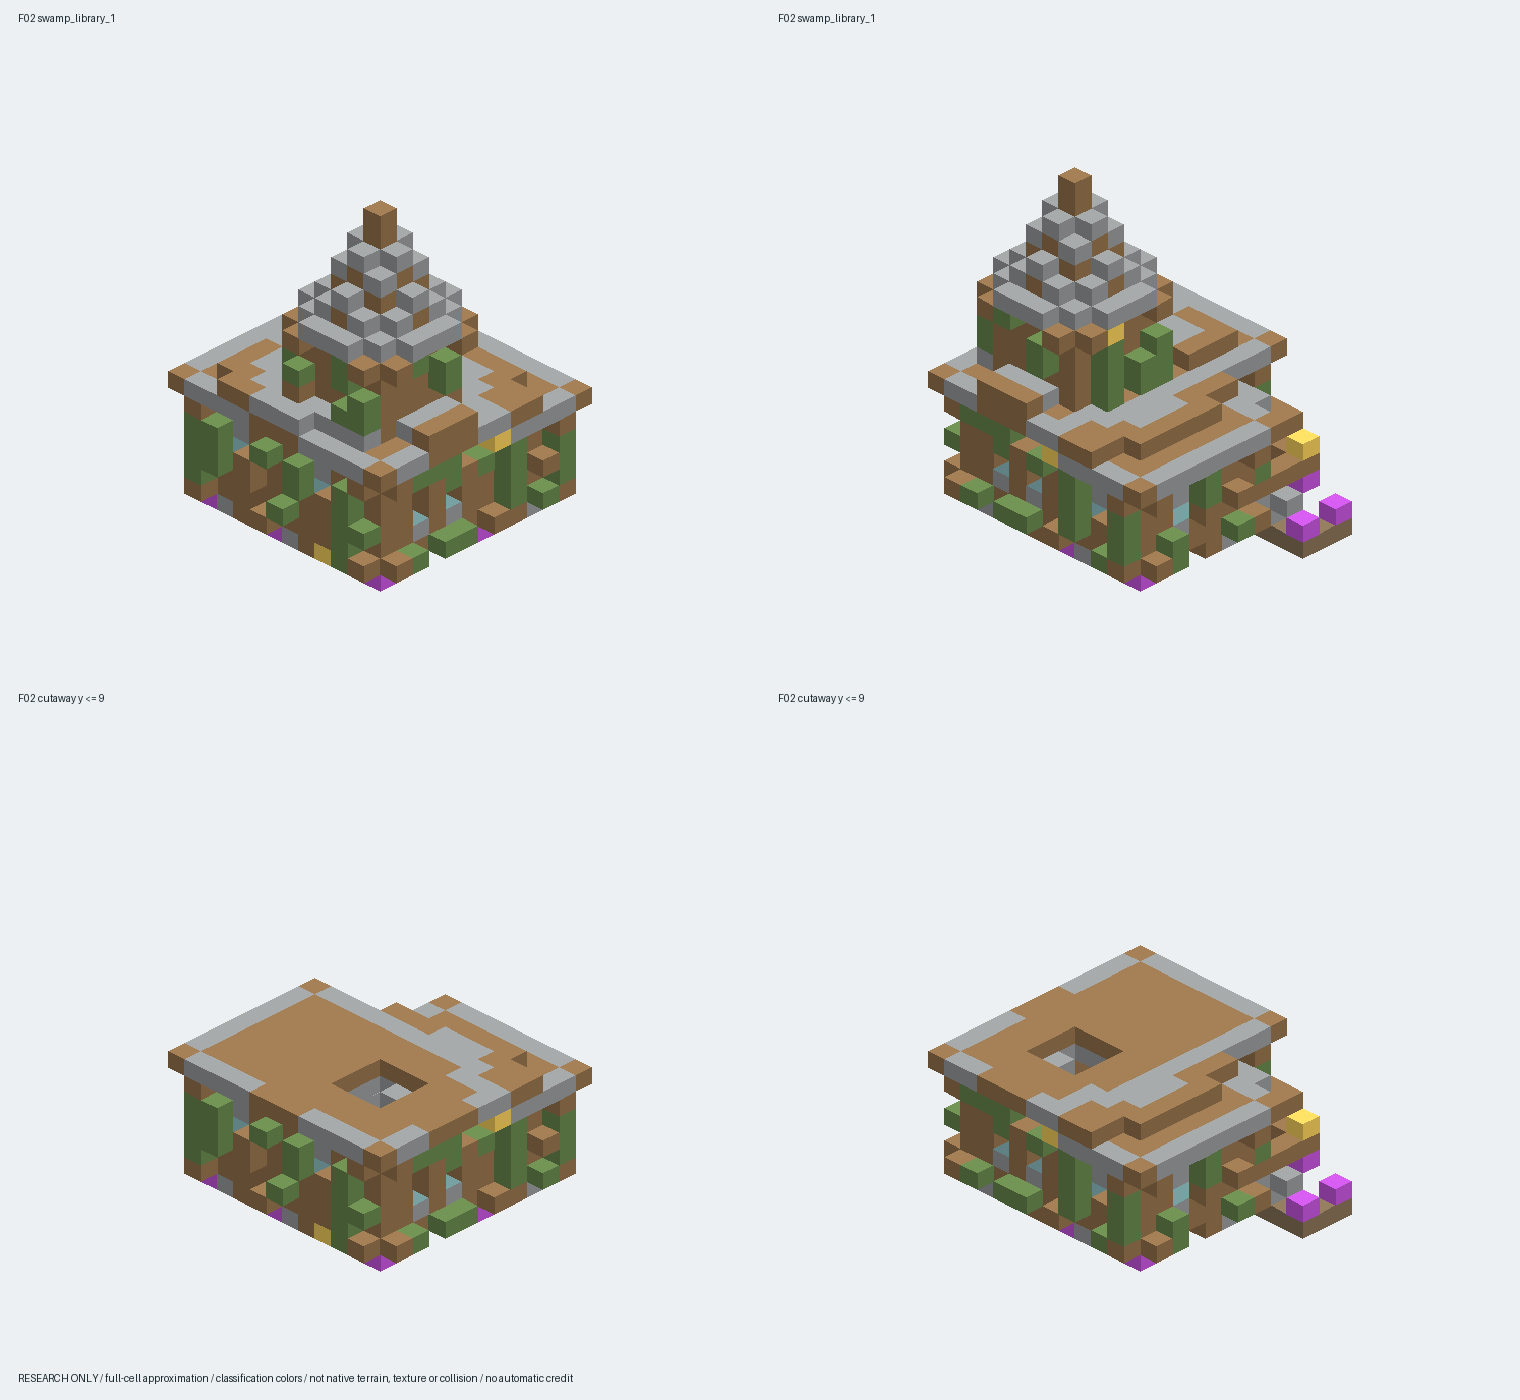 F02 swamp_library_1
F02 swamp_library_1
F02 cutaway y <= 9
F02 cutaway y <= 9
RESEARCH ONLY / full-cell approximation / classification colors / not native terrain, texture or collision / no automatic credit